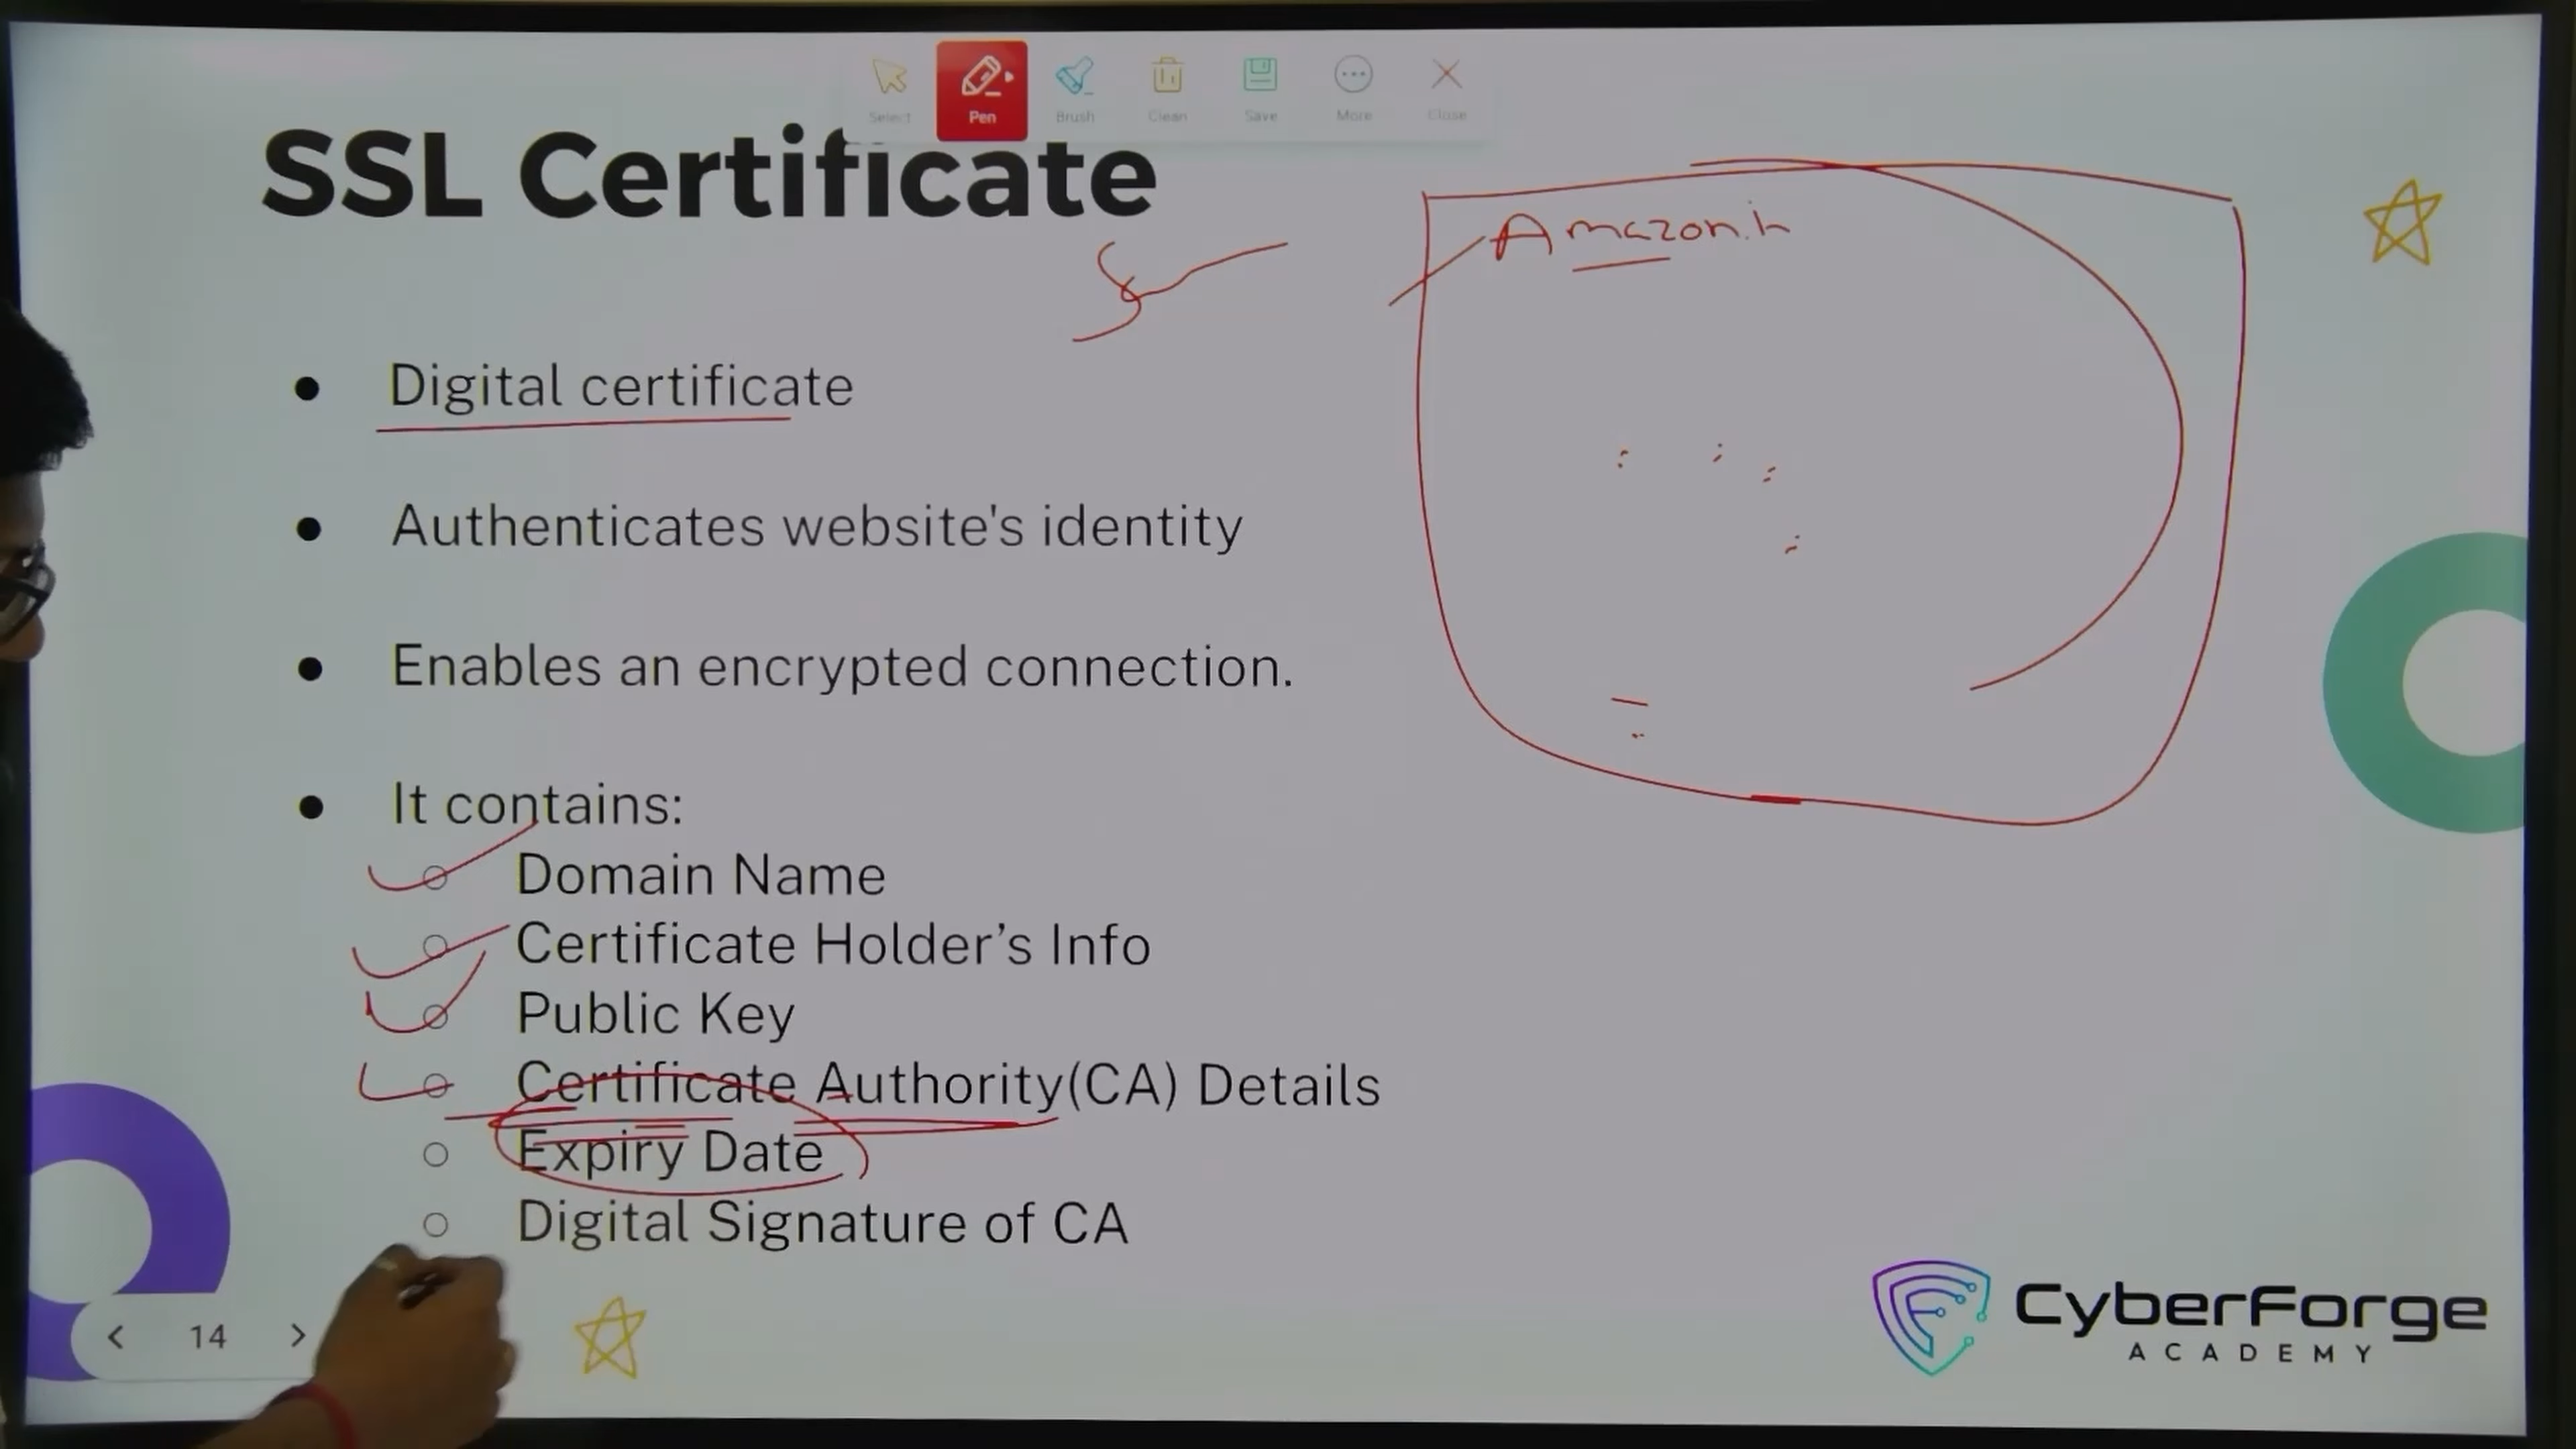 Select Pen Brush Clean Save More Close
SSL Certificate
Amazon.in
• Digital certificate
• Authenticates website's identity
• Enables an encrypted connection.
• It contains:
○ Domain Name
○ Certificate Holder’s Info
○ Public Key
○ Certificate Authority(CA) Details
○ Expiry Date
○ Digital Signature of CA
< 14 >
CyberForge
ACADEMY